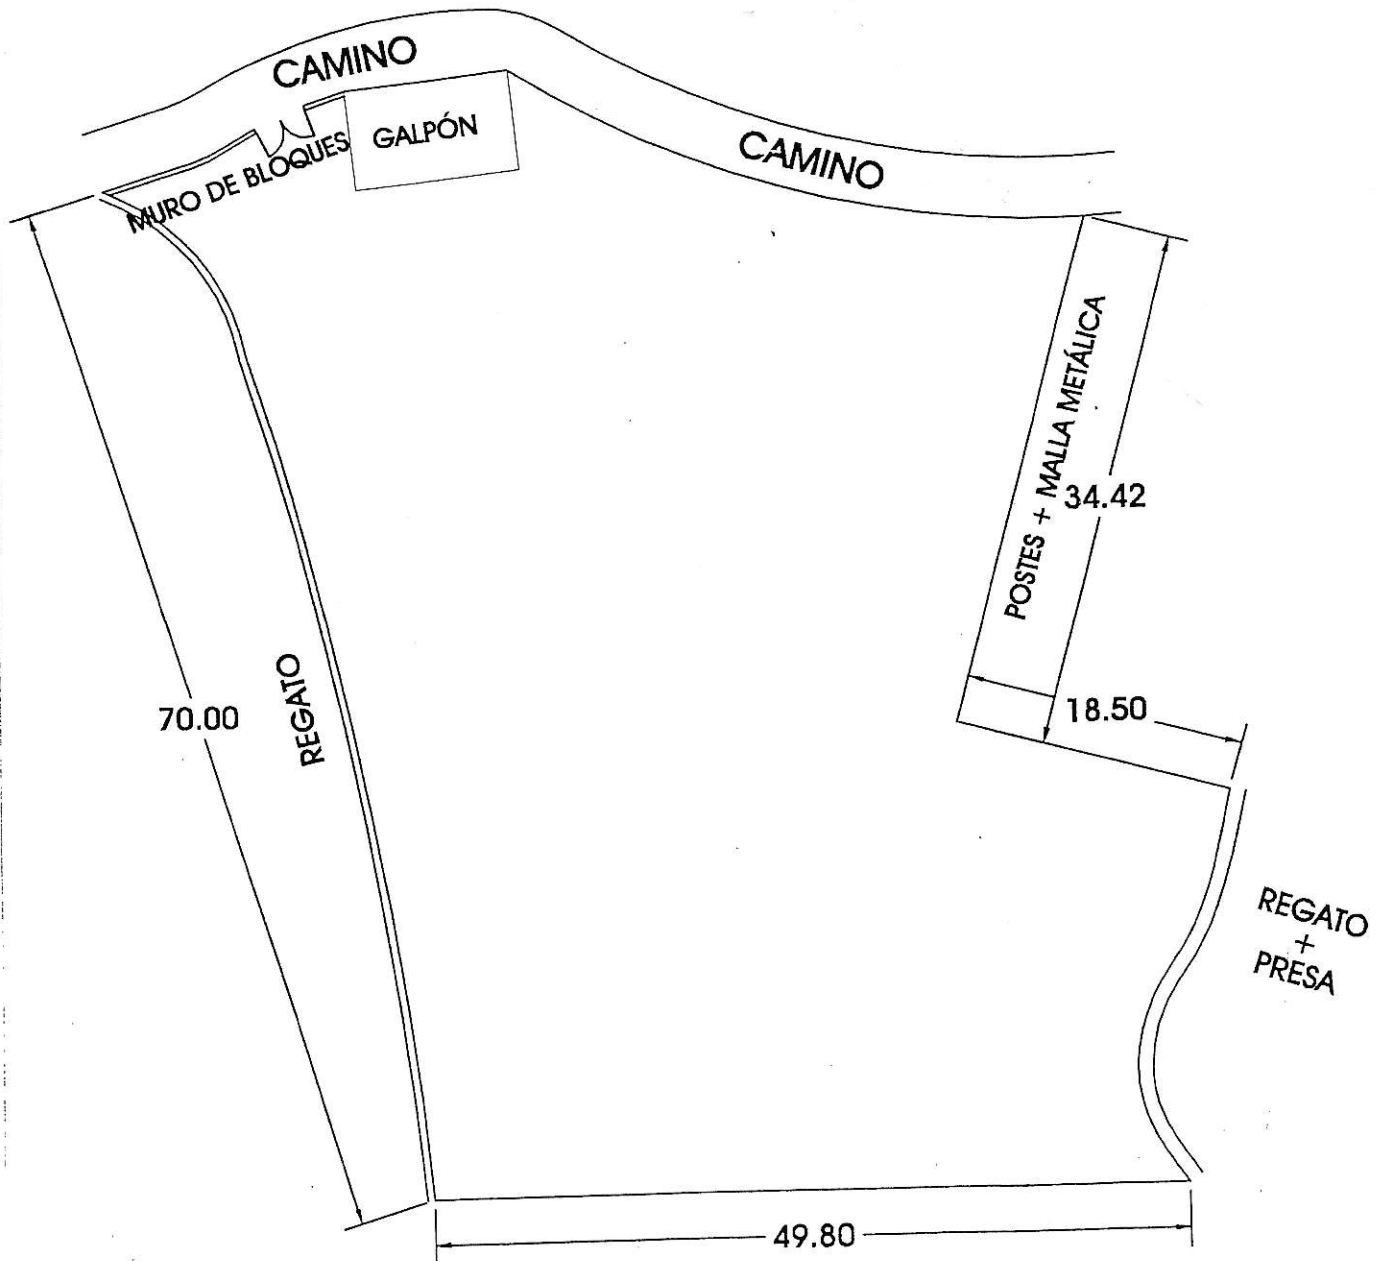 CAMINO
GALPÓN
MURO DE BLOQUES
CAMINO
POSTES + MALLA METÁLICA
34.42
70.00
REGATO
18.50
REGATO
+
PRESA
49.80